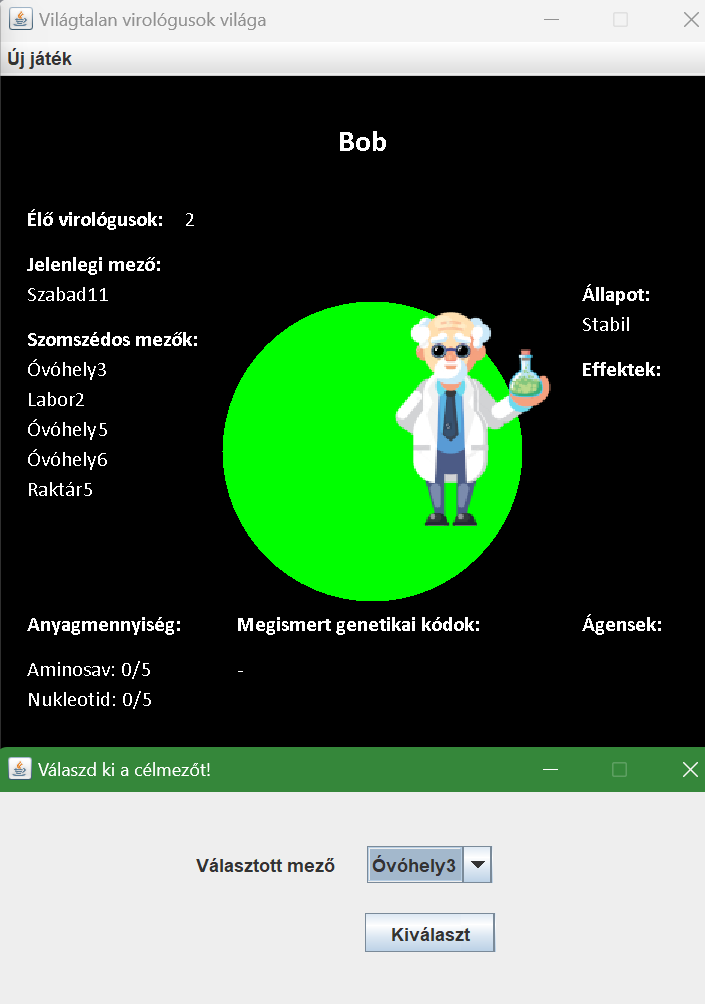 Világtalan virológusok világa
Új játék
Bob
Élő virológusok: 2
Jelenlegi mező:
Szabad11
Szomszédos mezők:
Óvóhely3
Labor2
Óvóhely5
Óvóhely6
Raktár5
Állapot:
Stabil
Effektek:
Anyagmennyiség:
Aminosav: 0/5
Nukleotid: 0/5
Megismert genetikai kódok:
-
Ágensek:
Válaszd ki a célmezőt!
Választott mező Óvóhely3
Kiválaszt